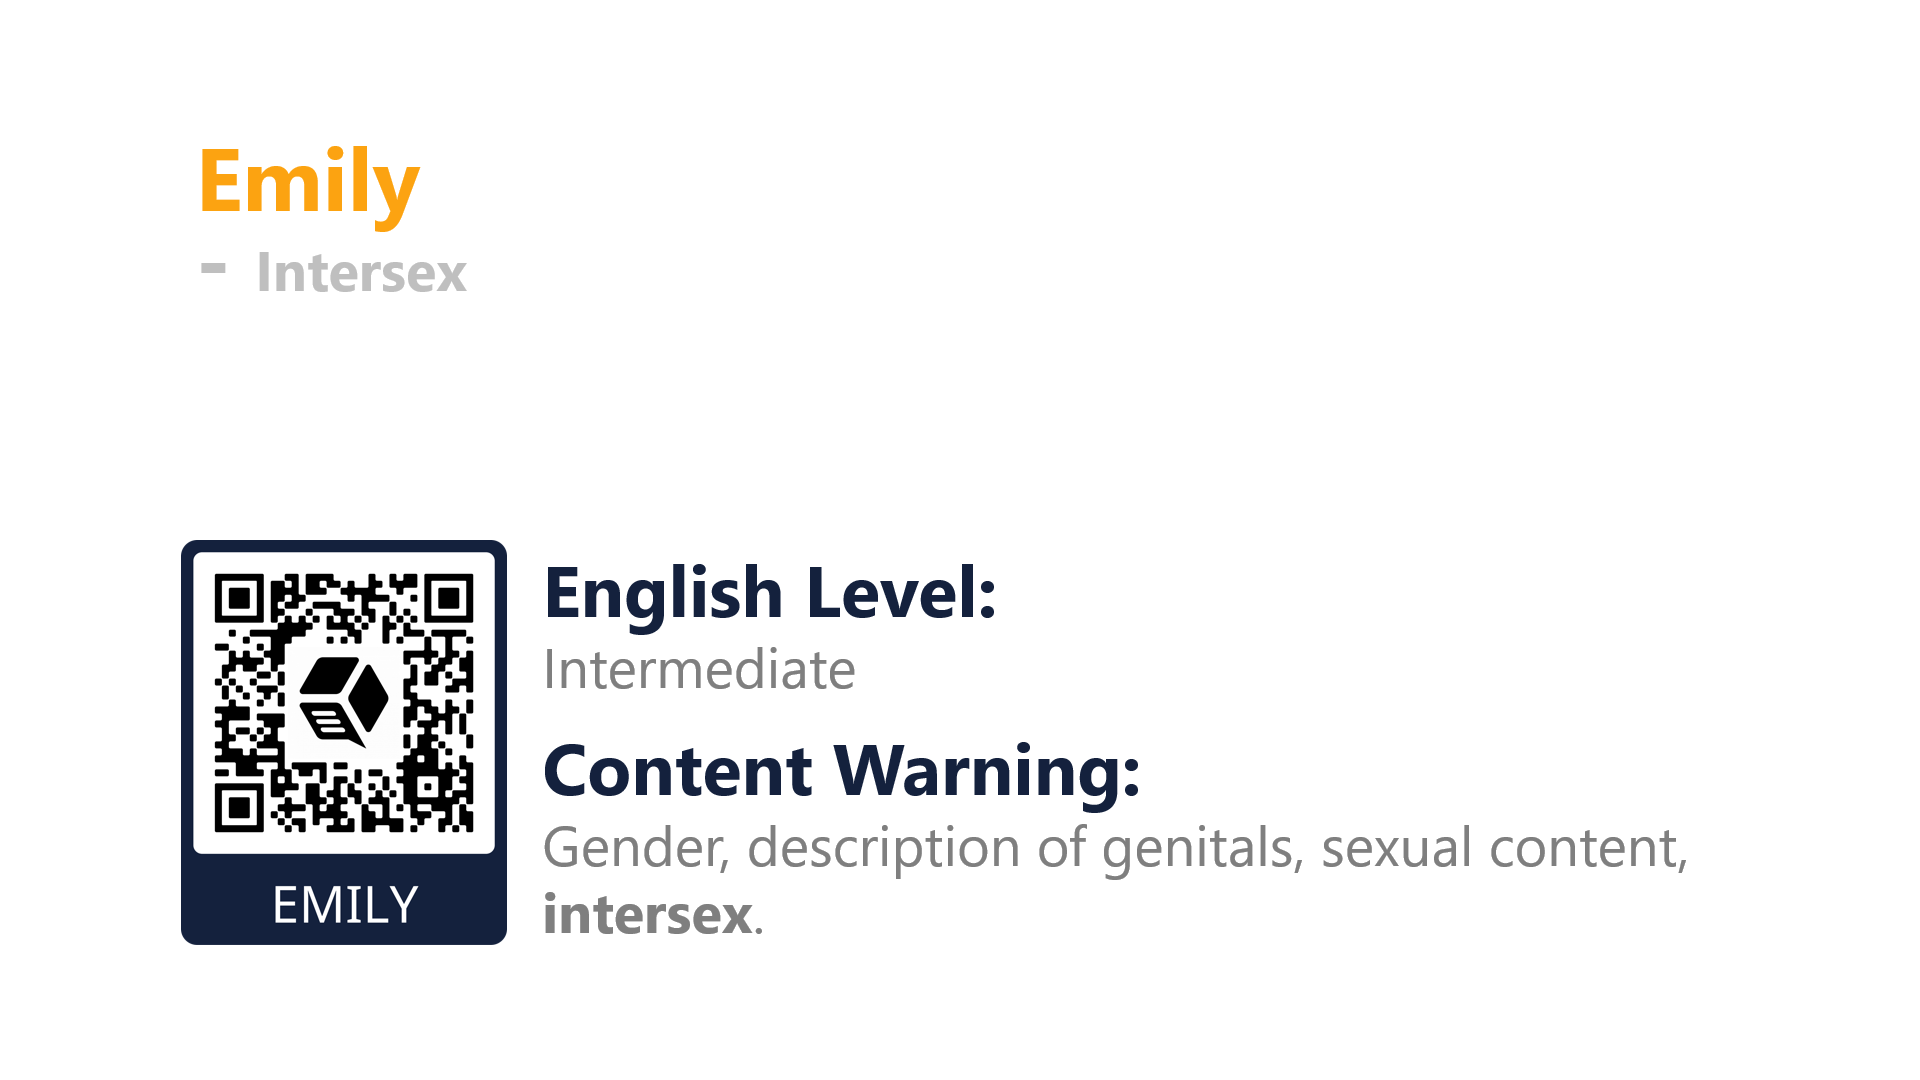 Emily
- Intersex
EMILY
English Level:
Intermediate
Content Warning:
Gender, description of genitals, sexual content,
intersex.